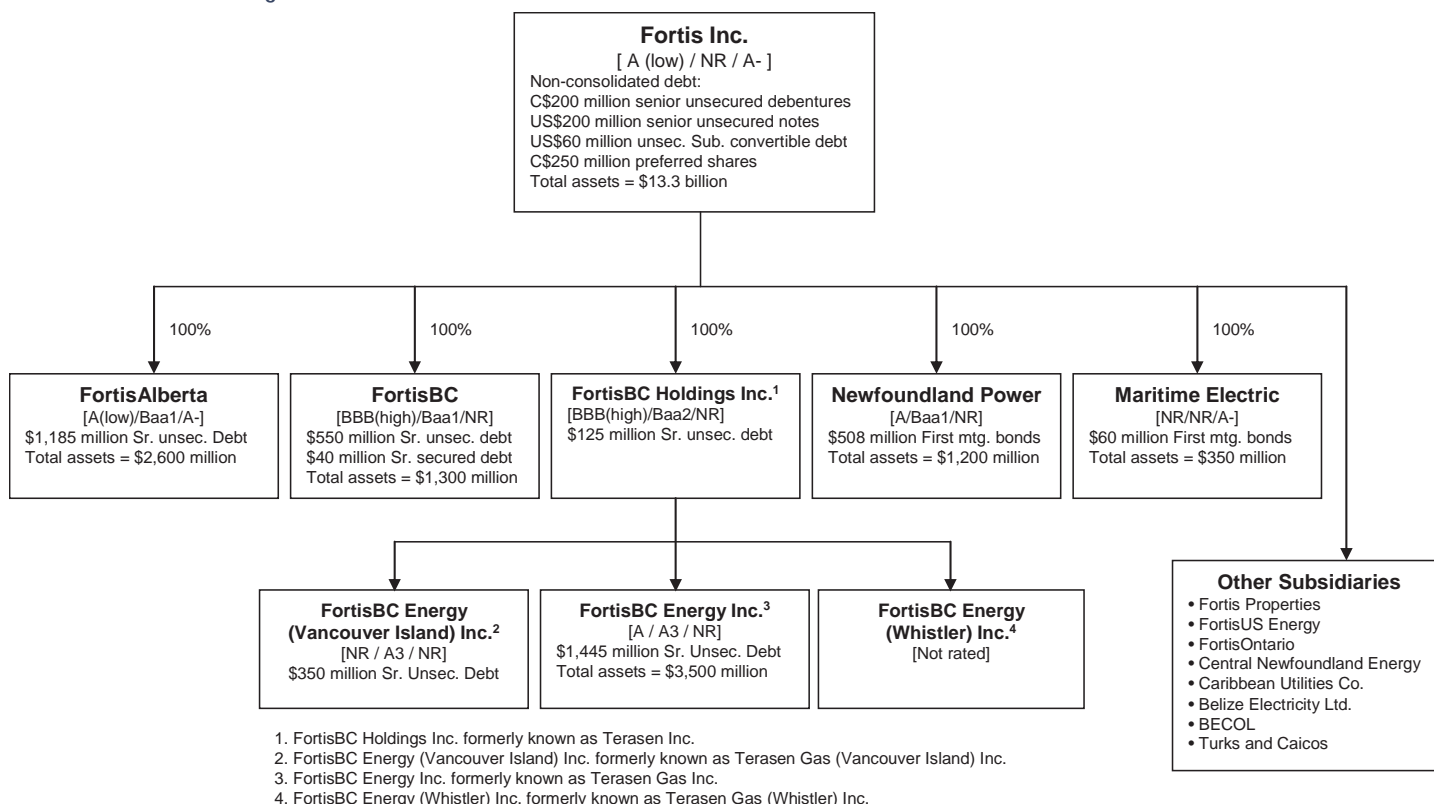 Fortis Inc.
[ A (low) / NR / A- ]
Non-consolidated debt:
C$200 million senior unsecured debentures
US$200 million senior unsecured notes
US$60 million unsec. Sub. convertible debt
C$250 million preferred shares
Total assets = $13.3 billion
100%
100%
100%
100%
100%
FortisAlberta
[A(low)/Baa1/A-]
$1,185 million Sr. unsec. Debt
Total assets = $2,600 million
FortisBC
[BBB(high)/Baa1/NR]
$550 million Sr. unsec. debt
$40 million Sr. secured debt
Total assets = $1,300 million
FortisBC Holdings Inc.¹
[BBB(high)/Baa2/NR]
$125 million Sr. unsec. debt
Newfoundland Power
[A/Baa1/NR]
$508 million First mtg. bonds
Total assets = $1,200 million
Maritime Electric
[NR/NR/A-]
$60 million First mtg. bonds
Total assets = $350 million
FortisBC Energy
(Vancouver Island) Inc.²
[NR / A3 / NR]
$350 million Sr. Unsec. Debt
FortisBC Energy Inc.³
[A / A3 / NR]
$1,445 million Sr. Unsec. Debt
Total assets = $3,500 million
FortisBC Energy
(Whistler) Inc.⁴
[Not rated]
Other Subsidiaries
• Fortis Properties
• FortisUS Energy
• FortisOntario
• Central Newfoundland Energy
• Caribbean Utilities Co.
• Belize Electricity Ltd.
• BECOL
• Turks and Caicos
1. FortisBC Holdings Inc. formerly known as Terasen Inc.
2. FortisBC Energy (Vancouver Island) Inc. formerly known as Terasen Gas (Vancouver Island) Inc.
3. FortisBC Energy Inc. formerly known as Terasen Gas Inc.
4. FortisBC Energy (Whistler) Inc. formerly known as Terasen Gas (Whistler) Inc.